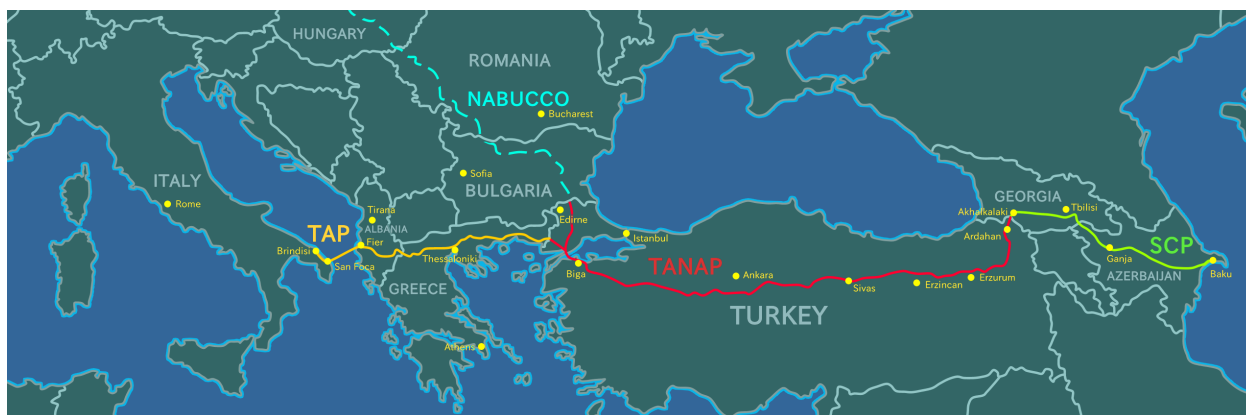 HUNGARY
ROMANIA
NABUCCO
Bucharest
Sofia
BULGARIA
ITALY
Rome
Tirana
ALBANIA
TAP
Fier
Brindisi
San Foca
Thessaloniki
GREECE
Athens
Edirne
Istanbul
Biga
TANAP
Ankara
TURKEY
Sivas
Erzincan
Erzurum
Ardahan
Akhalkalaki
GEORGIA
Tbilisi
Ganja
SCP
AZERBAIJAN
Baku